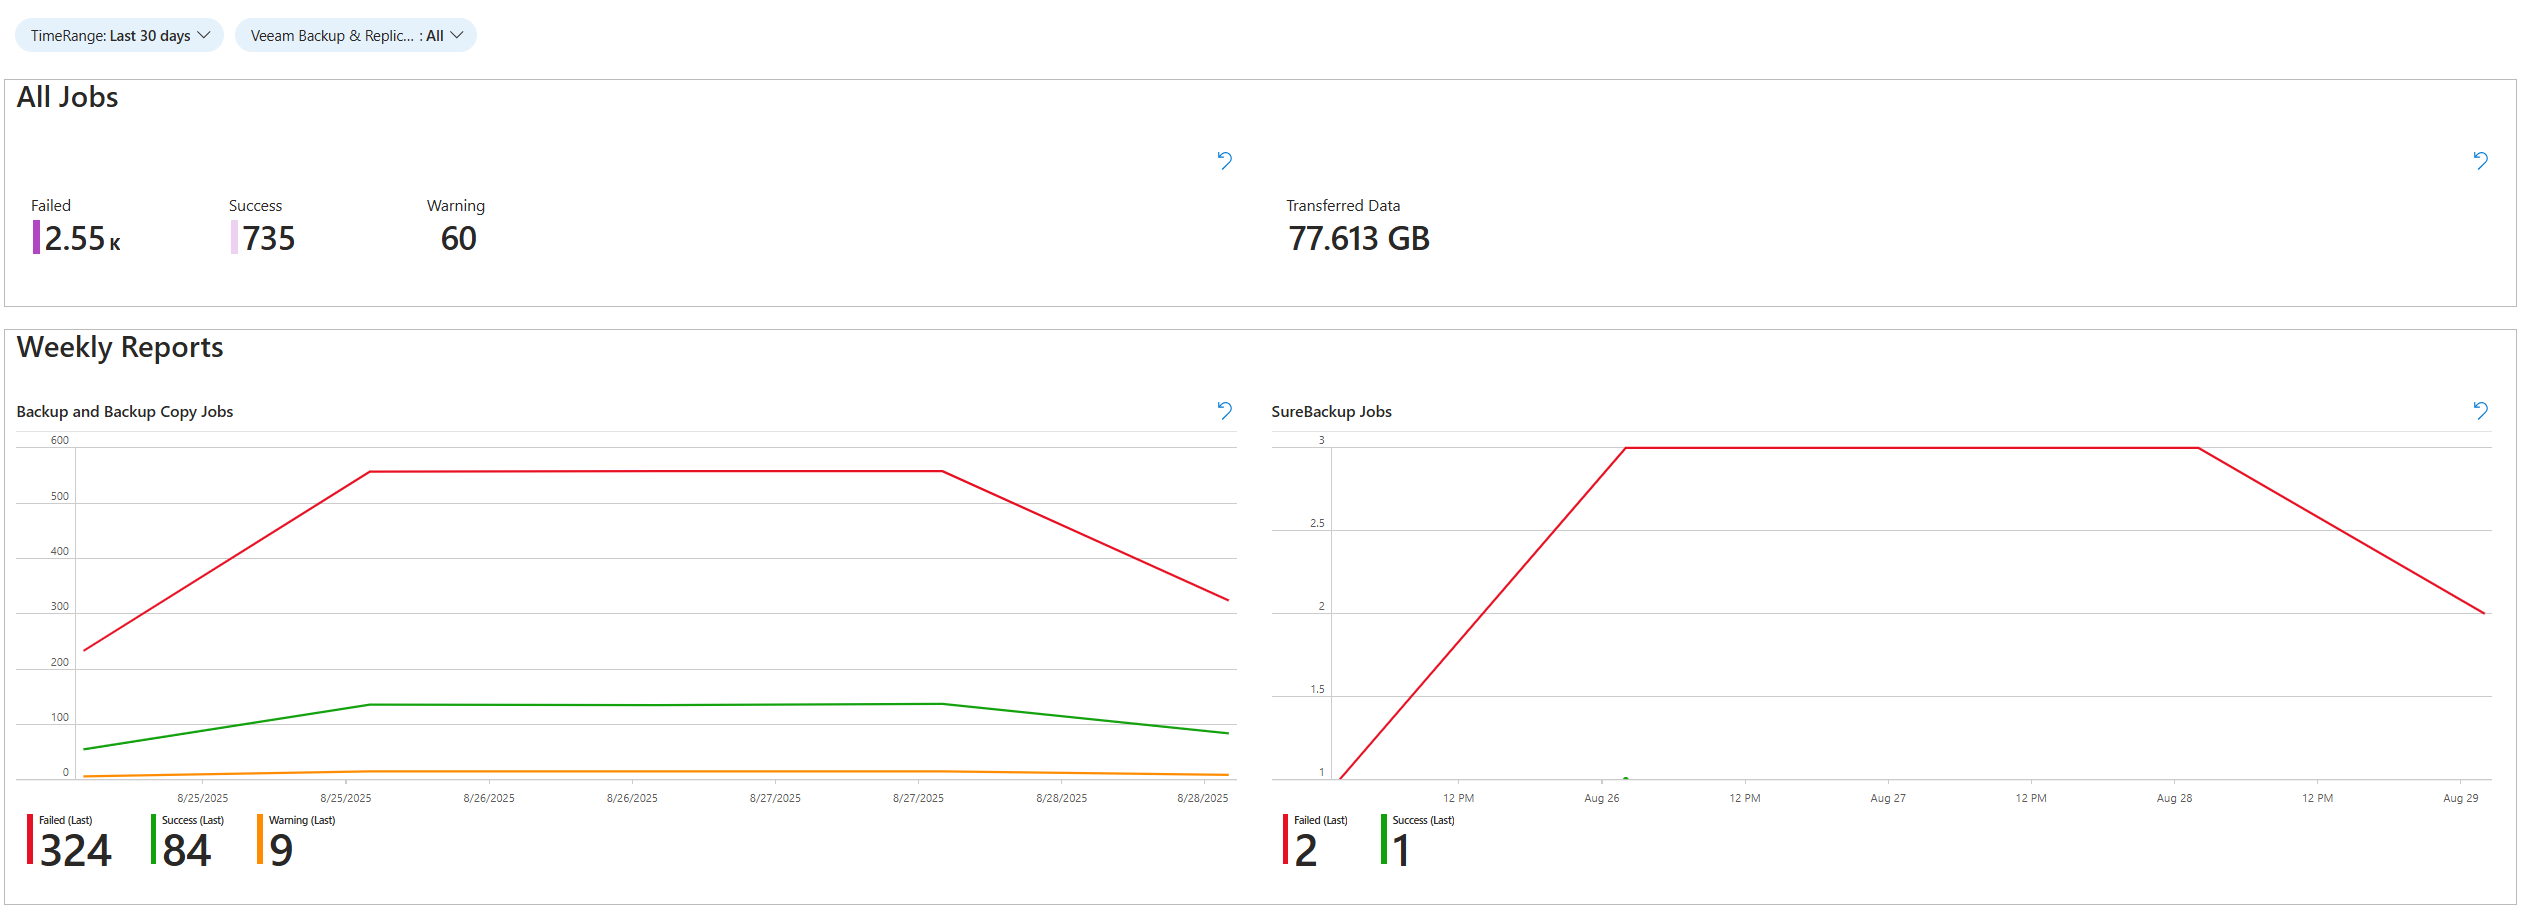 TimeRange: Last 30 days
Veeam Backup & Replic... : All
All Jobs
Failed
2.55 K
Success
735
Warning
60
Transferred Data
77.613 GB
Weekly Reports
Backup and Backup Copy Jobs
600
500
400
300
200
100
0
8/25/2025 8/25/2025 8/26/2025 8/26/2025 8/27/2025 8/27/2025 8/28/2025 8/28/2025
Failed (Last)
324
Success (Last)
84
Warning (Last)
9
SureBackup Jobs
3
2.5
2
1.5
1
12 PM Aug 26 12 PM Aug 27 12 PM Aug 28 12 PM Aug 29
Failed (Last)
2
Success (Last)
1